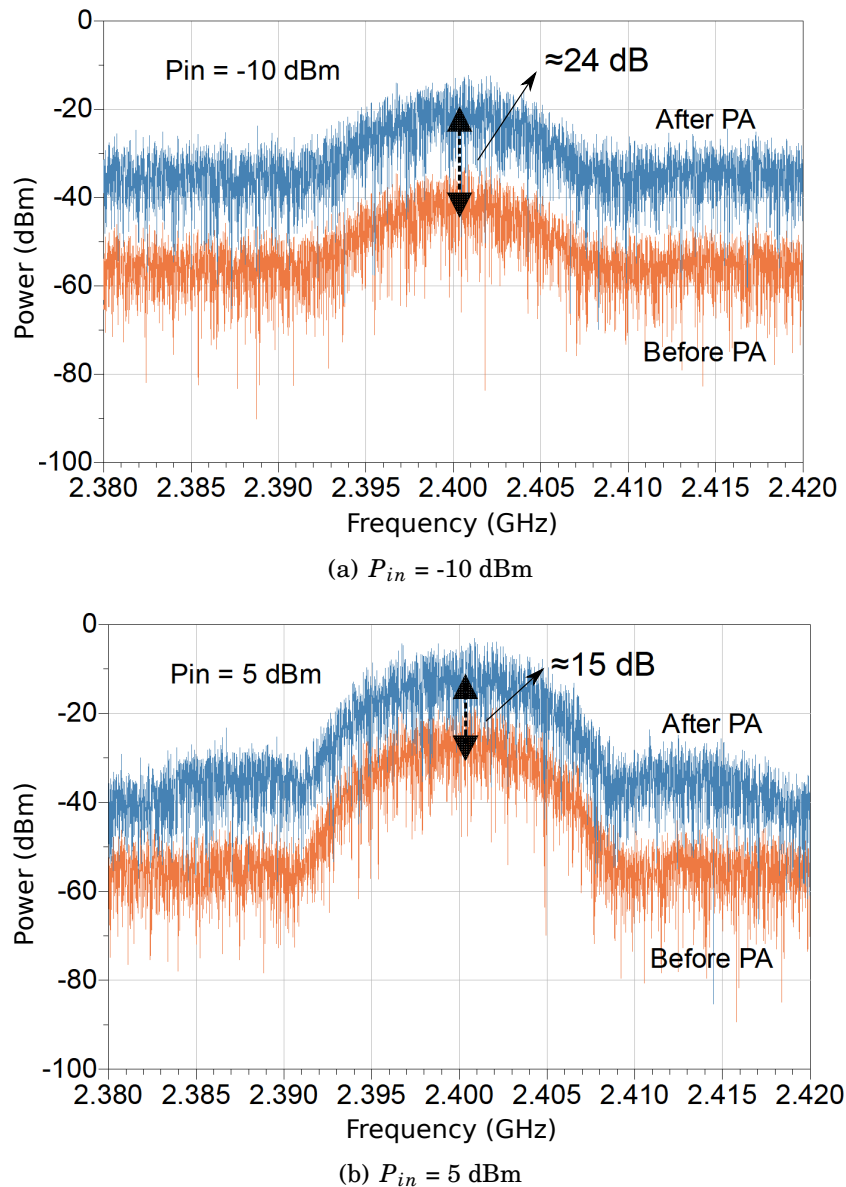 0
-20
-40
-60
-80
-100
Power (dBm)
Pin = -10 dBm
≈24 dB
After PA
Before PA
2.380 2.385 2.390 2.395 2.400 2.405 2.410 2.415 2.420
Frequency (GHz)
(a) P_{in} = -10 dBm
0
-20
-40
-60
-80
-100
Power (dBm)
Pin = 5 dBm
≈15 dB
After PA
Before PA
2.380 2.385 2.390 2.395 2.400 2.405 2.410 2.415 2.420
Frequency (GHz)
(b) P_{in} = 5 dBm